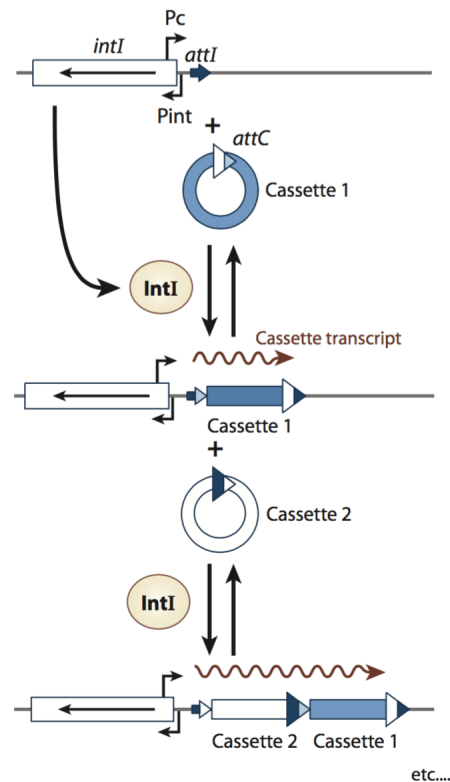 Pc
intI
attI
Pint
+
attC
Cassette 1
IntI
Cassette transcript
Cassette 1
+
Cassette 2
IntI
Cassette 2 Cassette 1
etc....